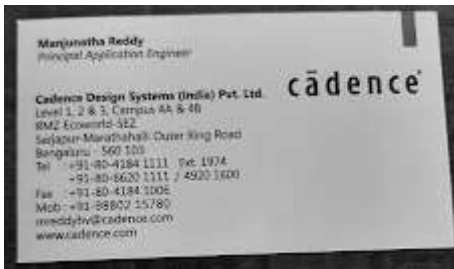 Manjunatha Reddy
Principal Application Engineer
cādence®
Cadence Design Systems (India) Pvt. Ltd.
Level 1, 2 & 3, Campus 4A & 4B
RMZ Ecoworld-SEZ
Sarjapur-Marathahalli Outer Ring Road
Bengaluru - 560 103
Tel : +91-80-4184 1111 Ext. 1974
+91-80-6620 1111 / 4920 1600
Fax : +91-80-4184 1006
Mob : +91-98802 15780
mreddyhv@cadence.com
www.cadence.com